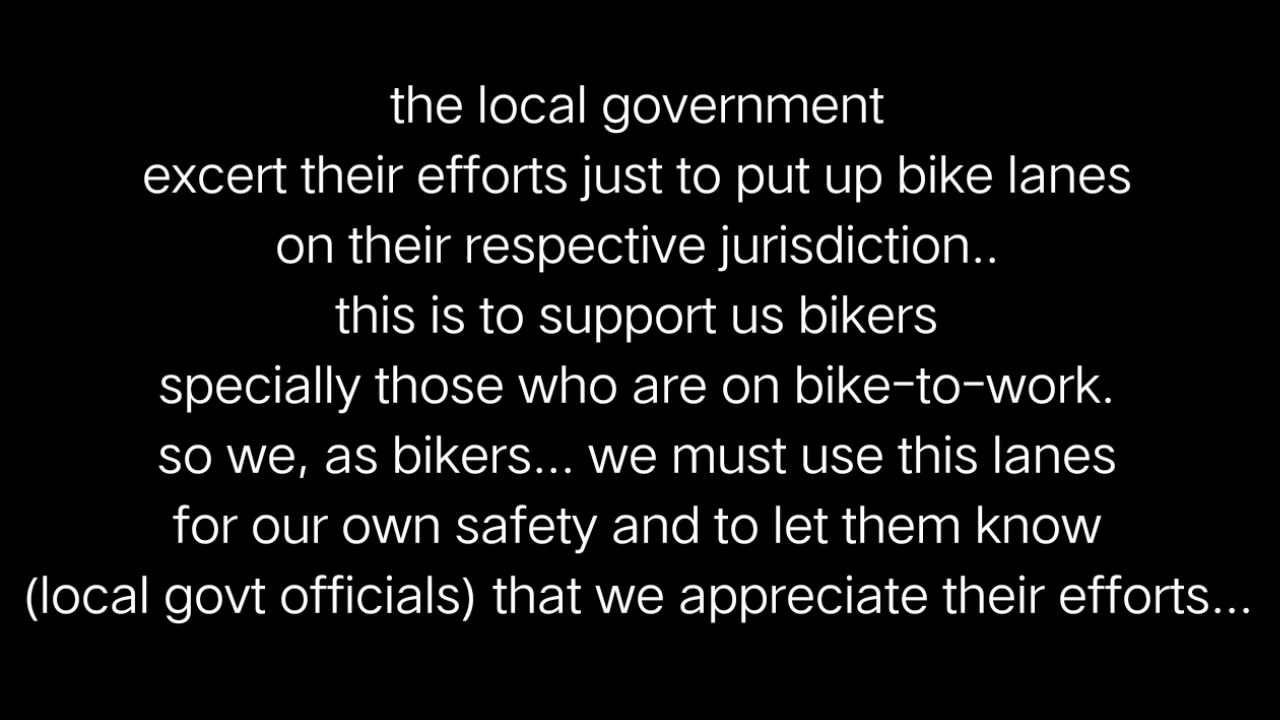 the local government
excert their efforts just to put up bike lanes
on their respective jurisdiction..
this is to support us bikers
specially those who are on bike-to-work.
so we, as bikers... we must use this lanes
for our own safety and to let them know
(local govt officials) that we appreciate their efforts...